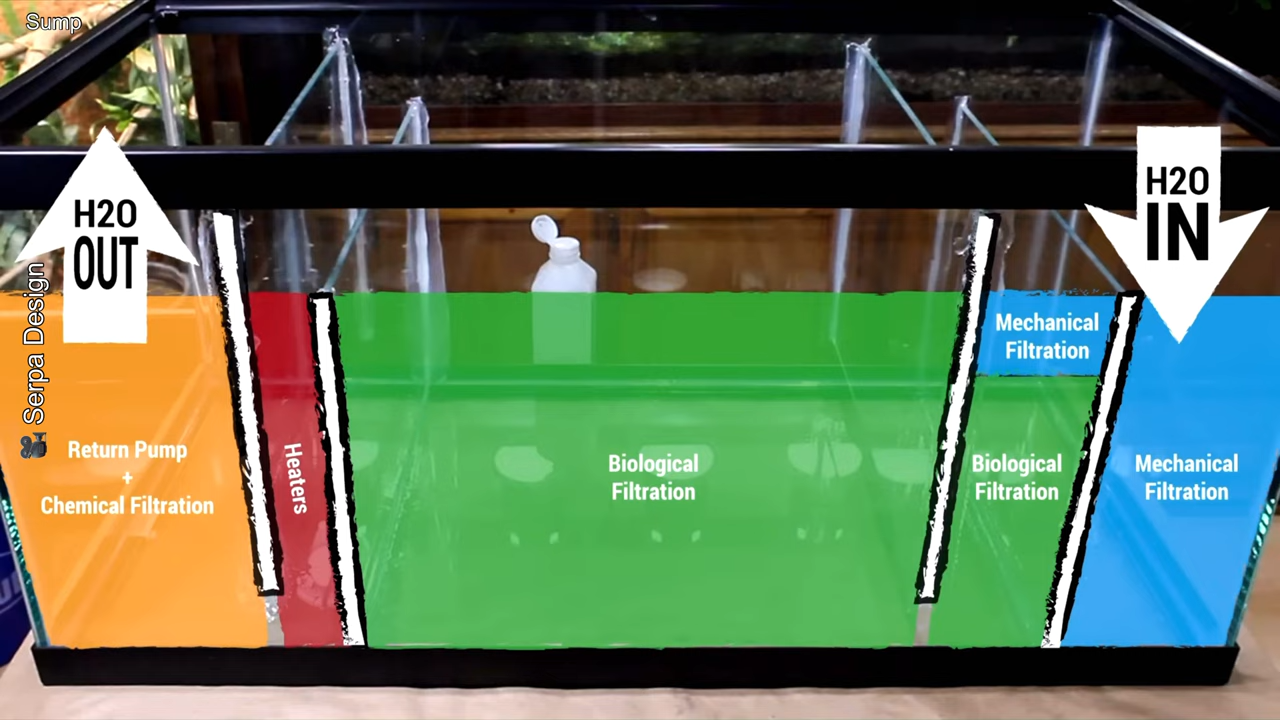 Sump
H2O
OUT
H2O
IN
Serpa Design
Mechanical
Filtration
Return Pump
+
Chemical Filtration
Heaters
Biological
Filtration
Biological
Filtration
Mechanical
Filtration